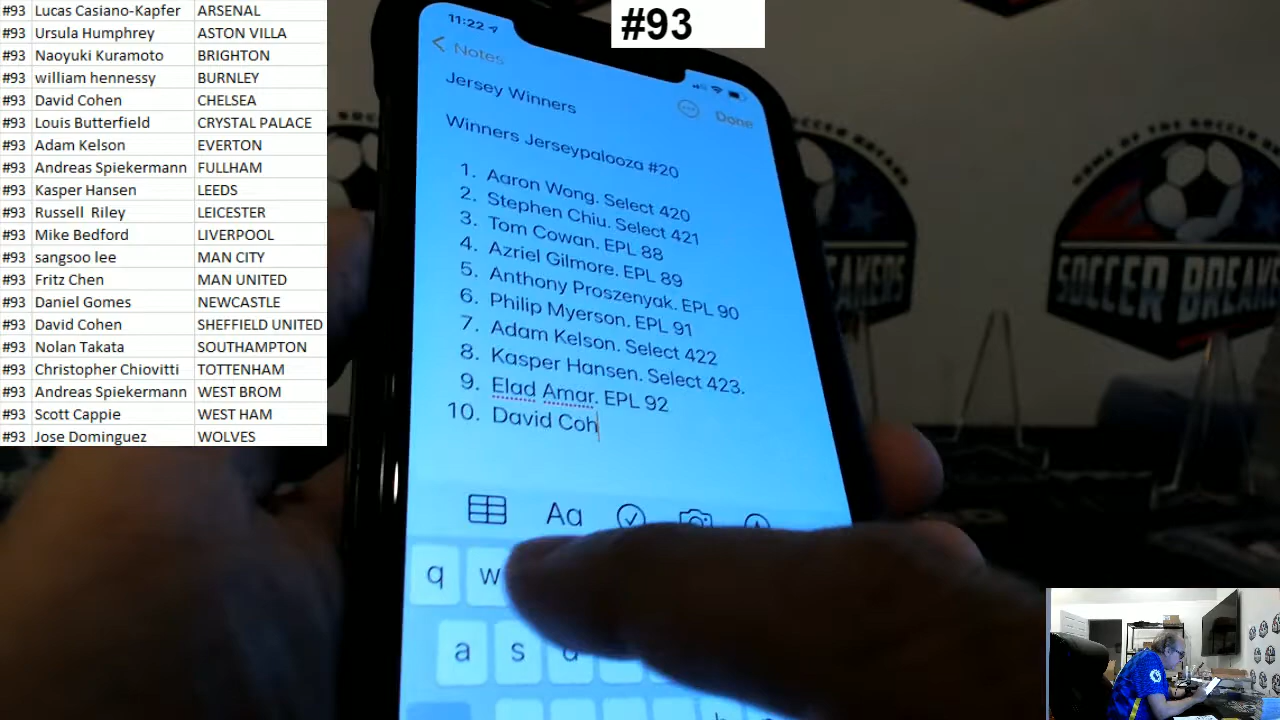 #93 Lucas Casiano-Kapfer ARSENAL
#93 Ursula Humphrey ASTON VILLA
#93 Naoyuki Kuramoto BRIGHTON
#93 william hennessy BURNLEY
#93 David Cohen CHELSEA
#93 Louis Butterfield CRYSTAL PALACE
#93 Adam Kelson EVERTON
#93 Andreas Spiekermann FULLHAM
#93 Kasper Hansen LEEDS
#93 Russell Riley LEICESTER
#93 Mike Bedford LIVERPOOL
#93 sangsoo lee MAN CITY
#93 Fritz Chen MAN UNITED
#93 Daniel Gomes NEWCASTLE
#93 David Cohen SHEFFIELD UNITED
#93 Nolan Takata SOUTHAMPTON
#93 Christopher Chiovitti TOTTENHAM
#93 Andreas Spiekermann WEST BROM
#93 Scott Cappie WEST HAM
#93 Jose Dominguez WOLVES
#93
11:22
Notes
Done
Jersey Winners
Winners Jerseypalooza #20
1. Aaron Wong. Select 420
2. Stephen Chiu. Select 421
3. Tom Cowan. EPL 88
4. Azriel Gilmore. EPL 89
5. Anthony Proszenyak. EPL 90
6. Philip Myerson. EPL 91
7. Adam Kelson. Select 422
8. Kasper Hansen. Select 423.
9. Elad Amar. EPL 92
10. David Coh
Aa
q w
a s d
HOME OF THE SOCCER BREAKERS
SOCCER BREAKE